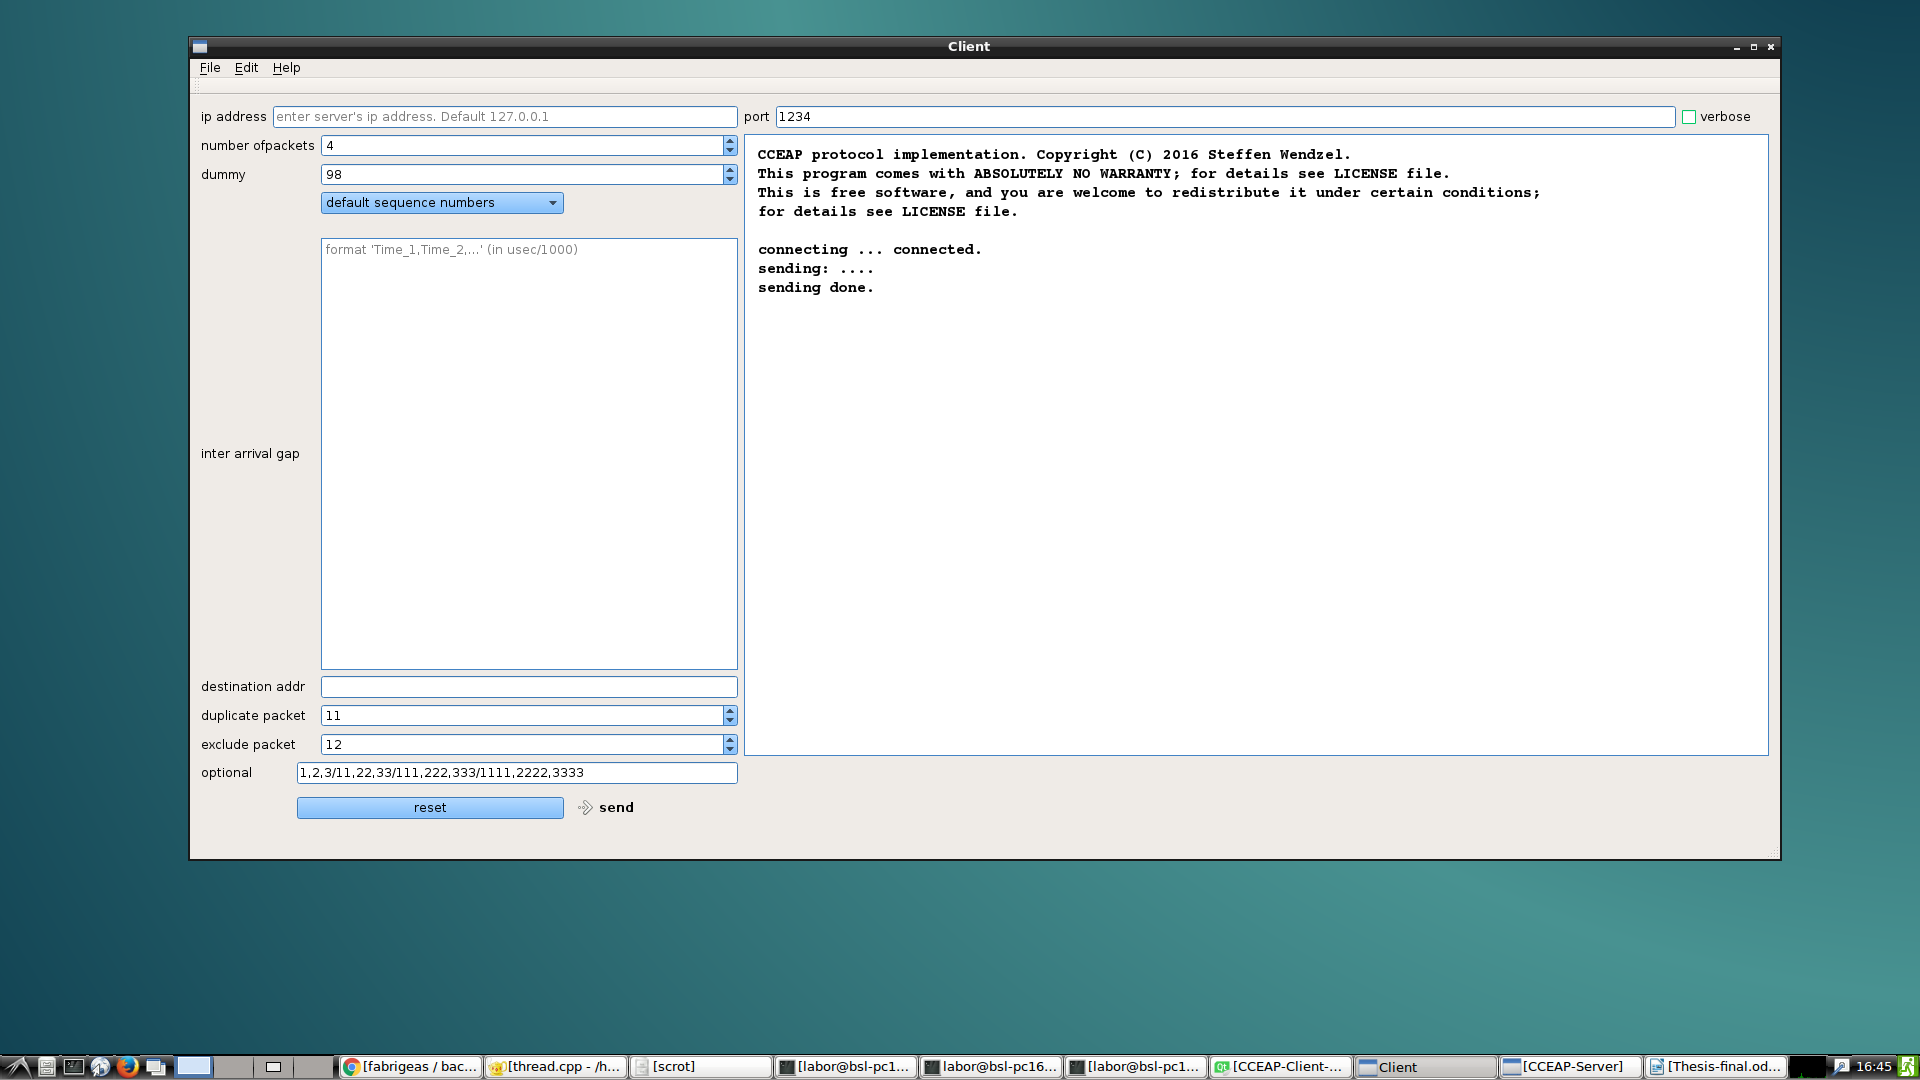 Client
File Edit Help
ip address enter server's ip address. Default 127.0.0.1 port 1234 verbose
number ofpackets 4
dummy 98
default sequence numbers
inter arrival gap
format 'Time_1,Time_2,...' (in usec/1000)
destination addr
duplicate packet 11
exclude packet 12
optional 1,2,3/11,22,33/111,222,333/1111,2222,3333
reset send
CCEAP protocol implementation. Copyright (C) 2016 Steffen Wendzel.
This program comes with ABSOLUTELY NO WARRANTY; for details see LICENSE file.
This is free software, and you are welcome to redistribute it under certain conditions;
for details see LICENSE file.
connecting ... connected.
sending: ....
sending done.
[fabrigeas / bac... [thread.cpp - /h... [scrot] [labor@bsl-pc1... labor@bsl-pc16... [labor@bsl-pc1... [CCEAP-Client-... Client [CCEAP-Server] [Thesis-final.od... 16:45